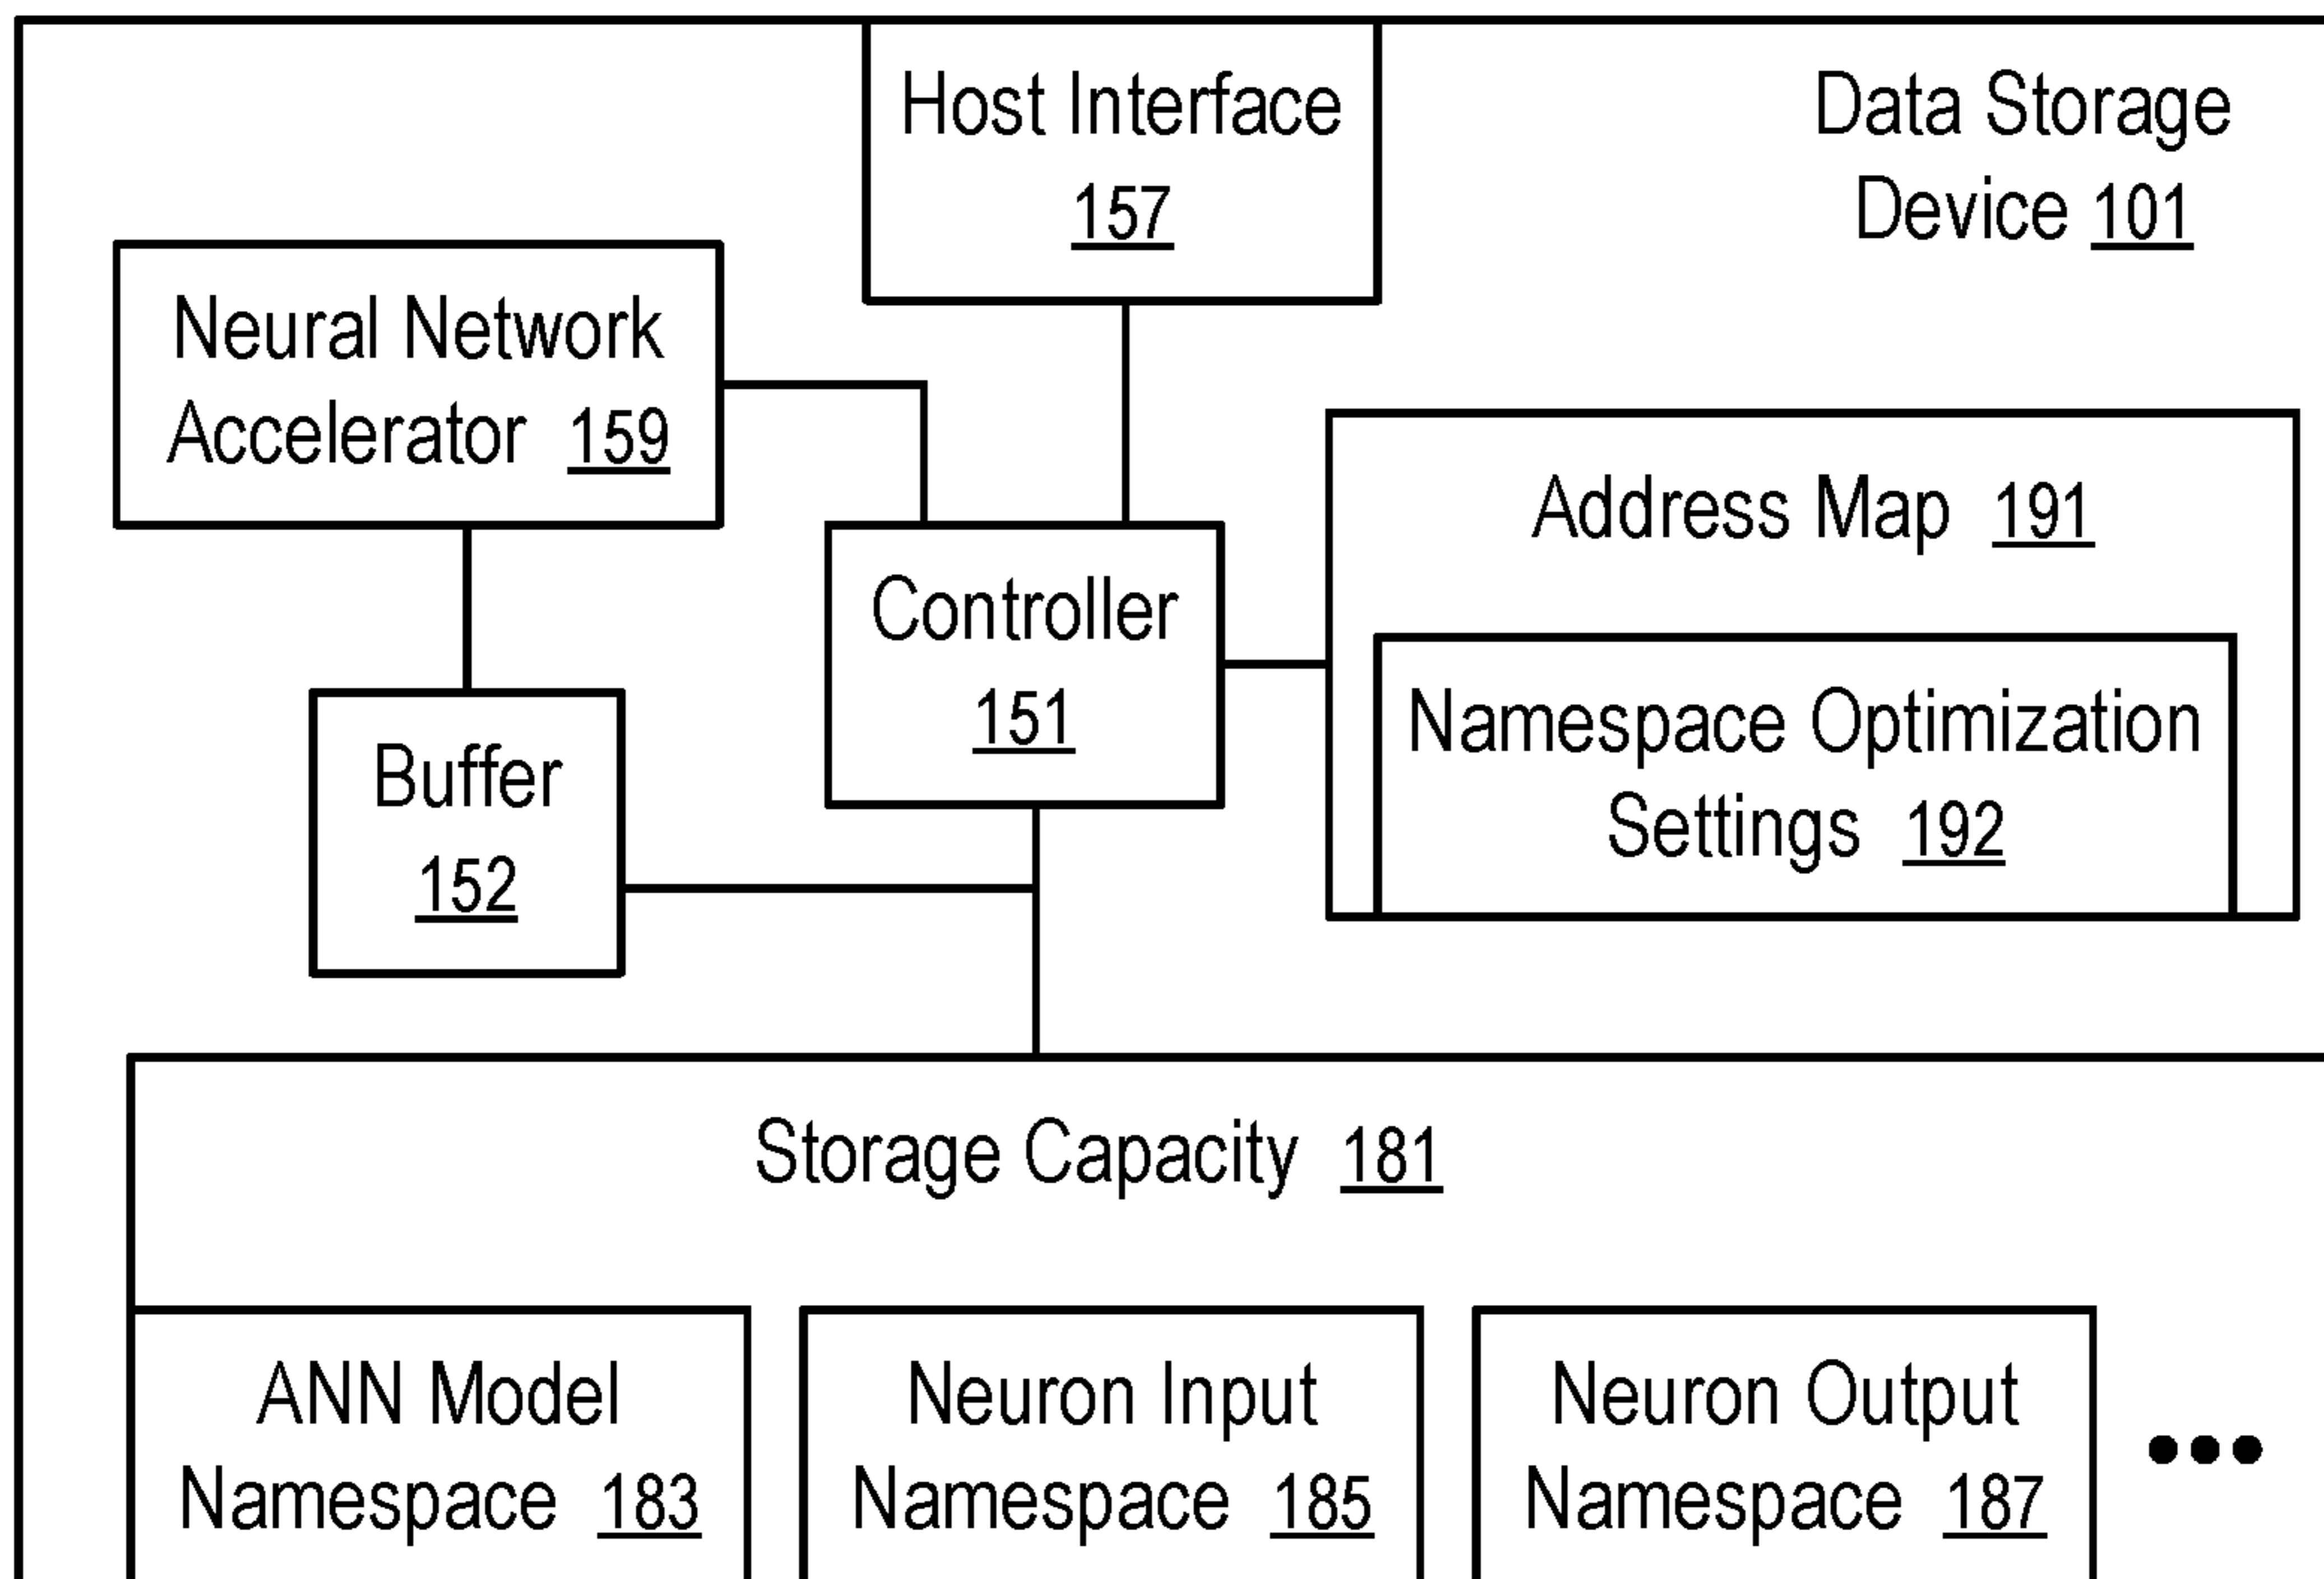 Host Interface
157
Data Storage
Device 101
Neural Network
Accelerator 159
Address Map 191
Controller
151
Namespace Optimization
Settings 192
Buffer
152
Storage Capacity 181
ANN Model
Namespace 183
Neuron Input
Namespace 185
Neuron Output
Namespace 187